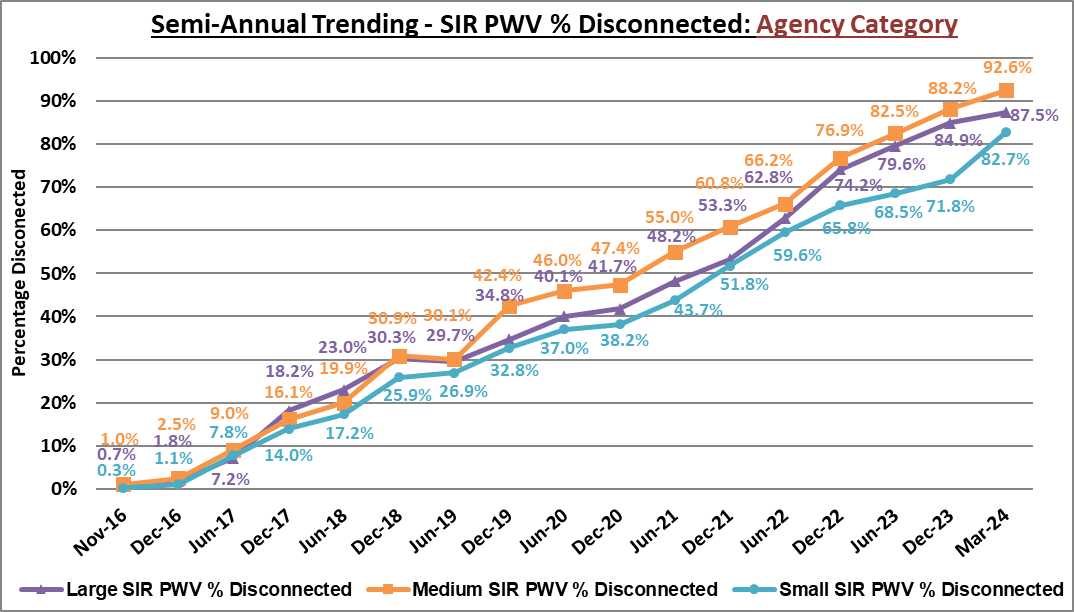 Semi-Annual Trending - SIR PWV % Disconnected: Agency Category
Percentage Disconnected
100%
90%
80%
70%
60%
50%
40%
30%
20%
10%
0%
1.0%
0.7%
0.3%
2.5%
1.8%
1.1%
9.0%
7.8%
7.2%
18.2%
16.1%
14.0%
23.0%
19.9%
17.2%
30.9%
30.3%
25.9%
30.1%
29.7%
26.9%
42.4%
34.8%
32.8%
46.0%
40.1%
37.0%
47.4%
41.7%
38.2%
55.0%
48.2%
43.7%
60.8%
53.3%
51.8%
66.2%
62.8%
59.6%
76.9%
74.2%
65.8%
82.5%
79.6%
68.5%
88.2%
84.9%
71.8%
92.6%
87.5%
82.7%
Nov-16
Dec-16
Jun-17
Dec-17
Jun-18
Dec-18
Jun-19
Dec-19
Jun-20
Dec-20
Jun-21
Dec-21
Jun-22
Dec-22
Jun-23
Dec-23
Mar-24
Large SIR PWV % Disconnected
Medium SIR PWV % Disconnected
Small SIR PWV % Disconnected